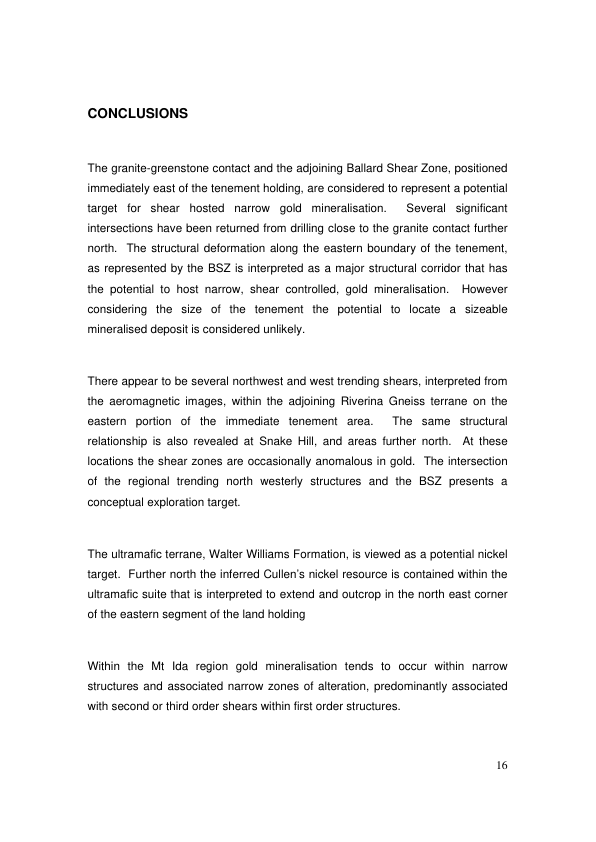 CONCLUSIONS
The granite-greenstone contact and the adjoining Ballard Shear Zone, positioned
immediately east of the tenement holding, are considered to represent a potential
target for shear hosted narrow gold mineralisation.  Several significant
intersections have been returned from drilling close to the granite contact further
north.  The structural deformation along the eastern boundary of the tenement,
as represented by the BSZ is interpreted as a major structural corridor that has
the potential to host narrow, shear controlled, gold mineralisation.  However
considering the size of the tenement the potential to locate a sizeable
mineralised deposit is considered unlikely.
There appear to be several northwest and west trending shears, interpreted from
the aeromagnetic images, within the adjoining Riverina Gneiss terrane on the
eastern portion of the immediate tenement area.  The same structural
relationship is also revealed at Snake Hill, and areas further north.  At these
locations the shear zones are occasionally anomalous in gold.  The intersection
of the regional trending north westerly structures and the BSZ presents a
conceptual exploration target.
The ultramafic terrane, Walter Williams Formation, is viewed as a potential nickel
target.  Further north the inferred Cullen’s nickel resource is contained within the
ultramafic suite that is interpreted to extend and outcrop in the north east corner
of the eastern segment of the land holding
Within the Mt Ida region gold mineralisation tends to occur within narrow
structures and associated narrow zones of alteration, predominantly associated
with second or third order shears within first order structures.
16